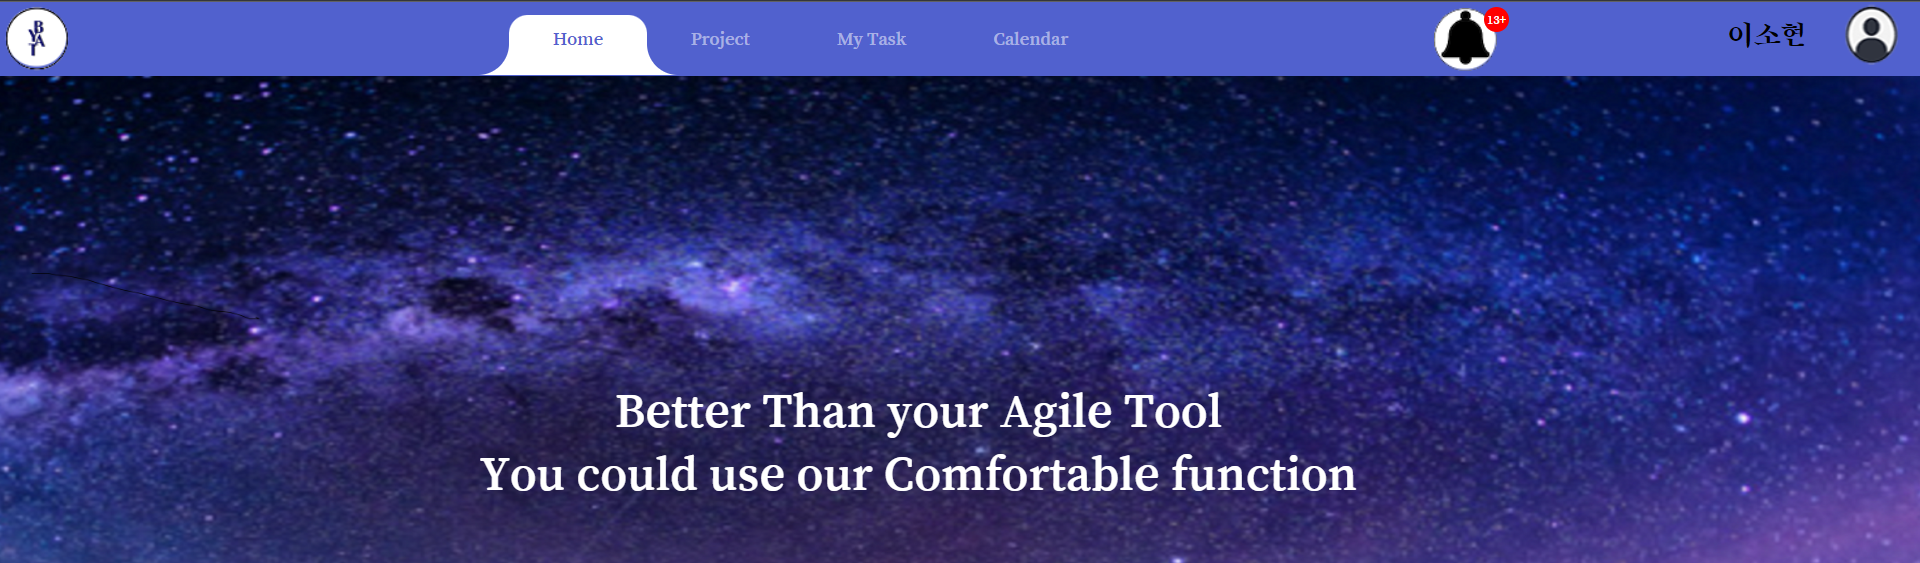 BYAT
Home
Project
My Task
Calendar
13+
이소현
Better Than your Agile Tool
You could use our Comfortable function